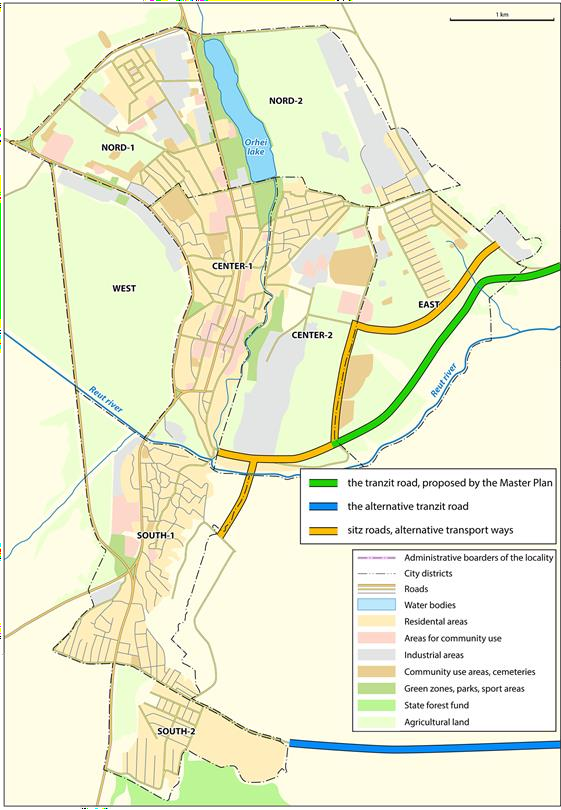 1 km
NORD-2
Orhei
lake
NORD-1
CENTER-1
WEST
EAST
CENTER-2
Reut river
Reut river
the tranzit road, proposed by the Master Plan
the alternative tranzit road
sitz roads, alternative transport ways
SOUTH-1
Administrative boarders of the locality
City districts
Roads
Water bodies
Residental areas
Areas for community use
Industrial areas
Community use areas, cemeteries
Green zones, parks, sport areas
State forest fund
Agricultural land
SOUTH-2